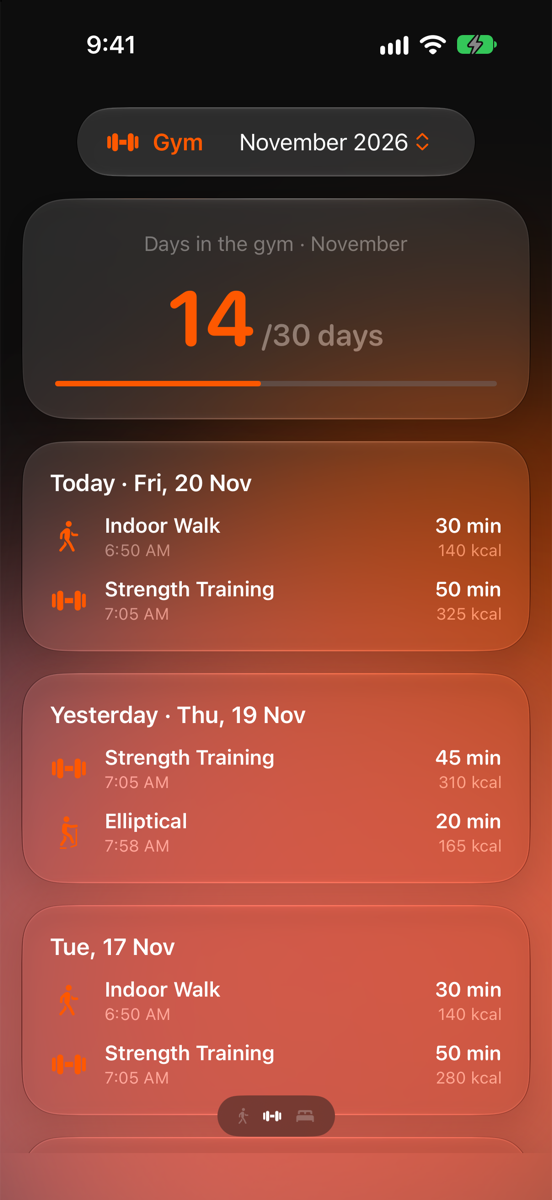 9:41
Gym November 2026
Days in the gym · November
14 /30 days
Today · Fri, 20 Nov
Indoor Walk 30 min
6:50 AM 140 kcal
Strength Training 50 min
7:05 AM 325 kcal
Yesterday · Thu, 19 Nov
Strength Training 45 min
7:05 AM 310 kcal
Elliptical 20 min
7:58 AM 165 kcal
Tue, 17 Nov
Indoor Walk 30 min
6:50 AM 140 kcal
Strength Training 50 min
7:05 AM 280 kcal